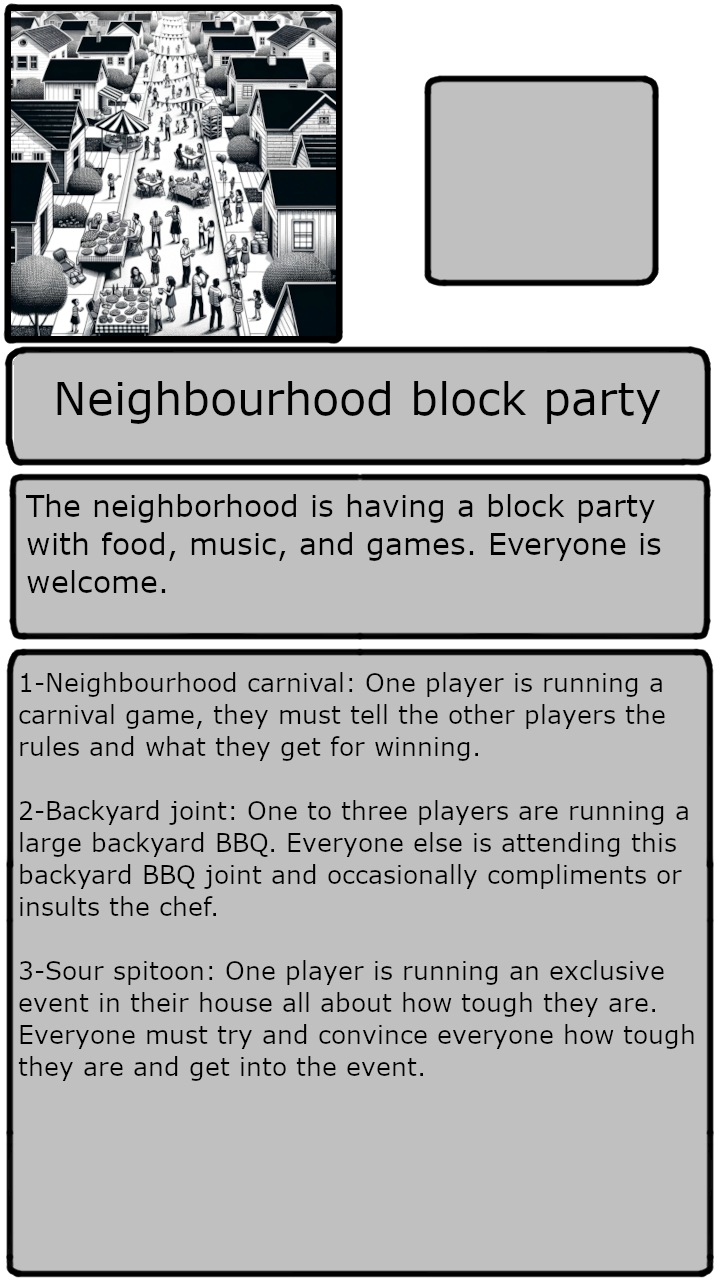 Neighbourhood block party
The neighborhood is having a block party
with food, music, and games. Everyone is
welcome.
1-Neighbourhood carnival: One player is running a
carnival game, they must tell the other players the
rules and what they get for winning.
2-Backyard joint: One to three players are running a
large backyard BBQ. Everyone else is attending this
backyard BBQ joint and occasionally compliments or
insults the chef.
3-Sour spitoon: One player is running an exclusive
event in their house all about how tough they are.
Everyone must try and convince everyone how tough
they are and get into the event.